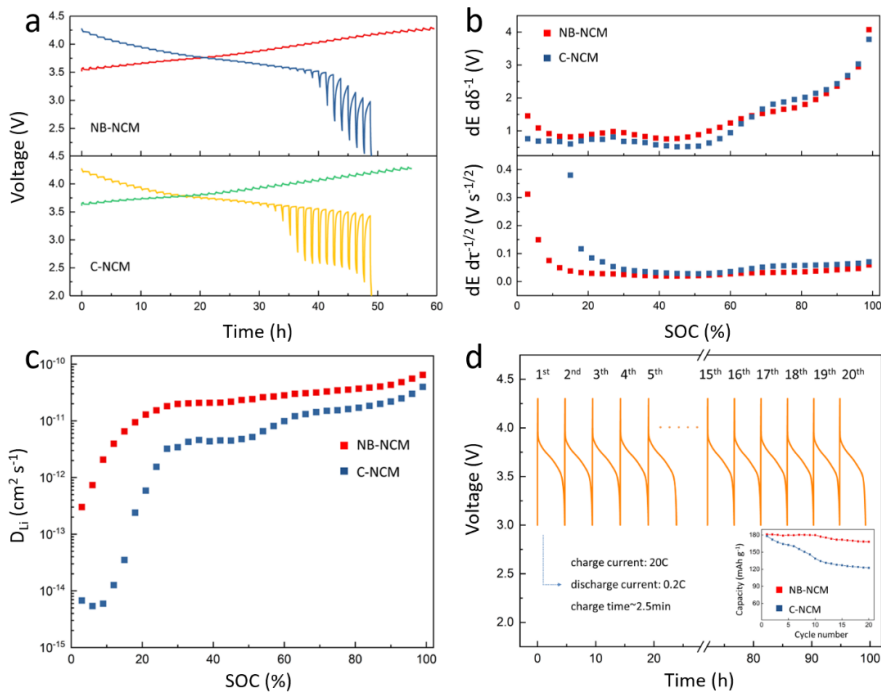 a
4.5
4.0
3.5
3.0
2.5
NB-NCM
4.5
4.0
3.5
3.0
2.5
2.0
C-NCM
Voltage (V)
0 10 20 30 40 50 60
Time (h)
b
NB-NCM
C-NCM
dE dδ⁻¹ (V)
4
3
2
1
dE dτ⁻¹/² (V s⁻¹/²)
0.4
0.3
0.2
0.1
0.0
0 20 40 60 80 100
SOC (%)
c
D_Li (cm² s⁻¹)
10⁻¹⁰
10⁻¹¹
10⁻¹²
10⁻¹³
10⁻¹⁴
10⁻¹⁵
NB-NCM
C-NCM
0 20 40 60 80 100
SOC (%)
d
1st 2nd 3th 4th 5th 15th 16th 17th 18th 19th 20th
Voltage (V)
4.5
4.0
3.5
3.0
2.5
2.0
charge current: 20C
discharge current: 0.2C
charge time~2.5min
Capacity (mAh g⁻¹)
180
150
120
90
60
NB-NCM
C-NCM
0 5 10 15 20
Cycle number
0 10 20 80 90 100
Time (h)